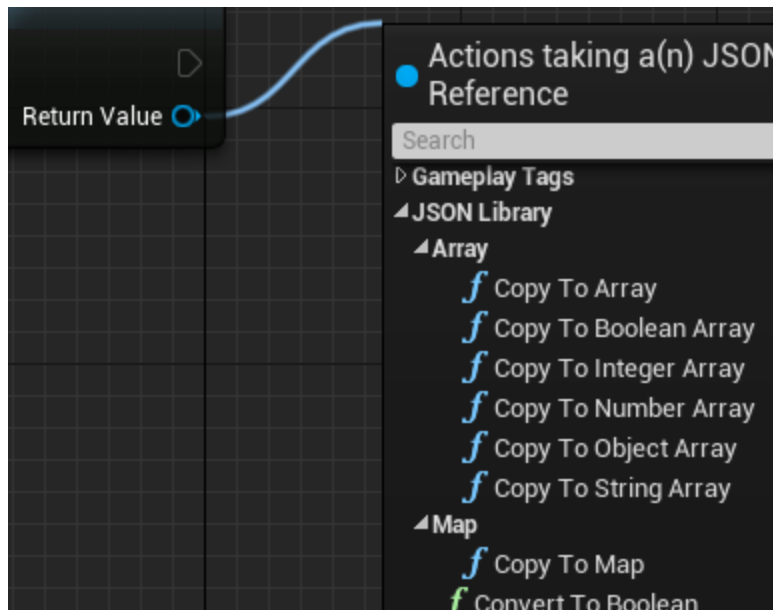 Return Value
Actions taking a(n) JSON
Reference
Search
Gameplay Tags
JSON Library
Array
f Copy To Array
f Copy To Boolean Array
f Copy To Integer Array
f Copy To Number Array
f Copy To Object Array
f Copy To String Array
Map
f Copy To Map
f Convert To Boolean